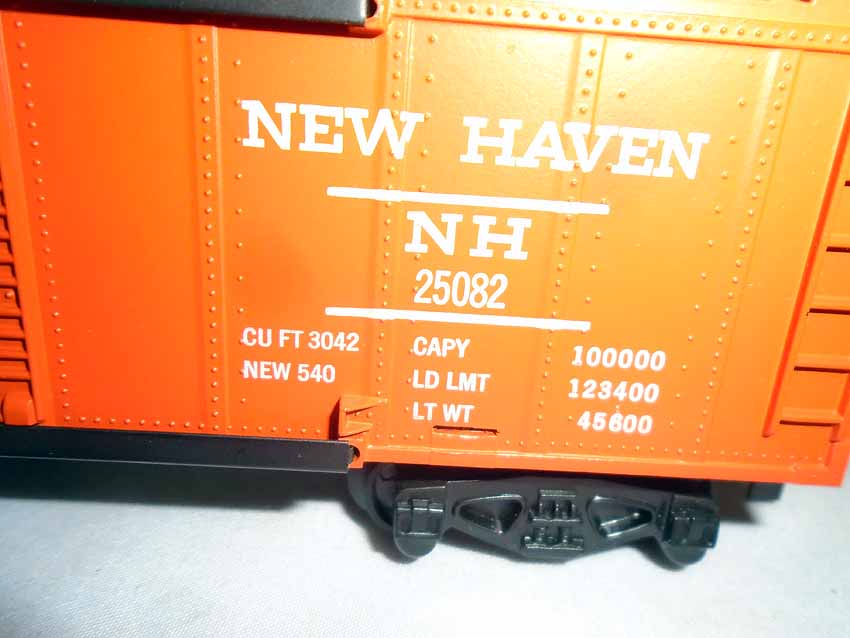 NEW HAVEN
NH
25082
CU FT 3042
NEW 540
CAPY 100000
LD LMT 123400
LT WT 45600